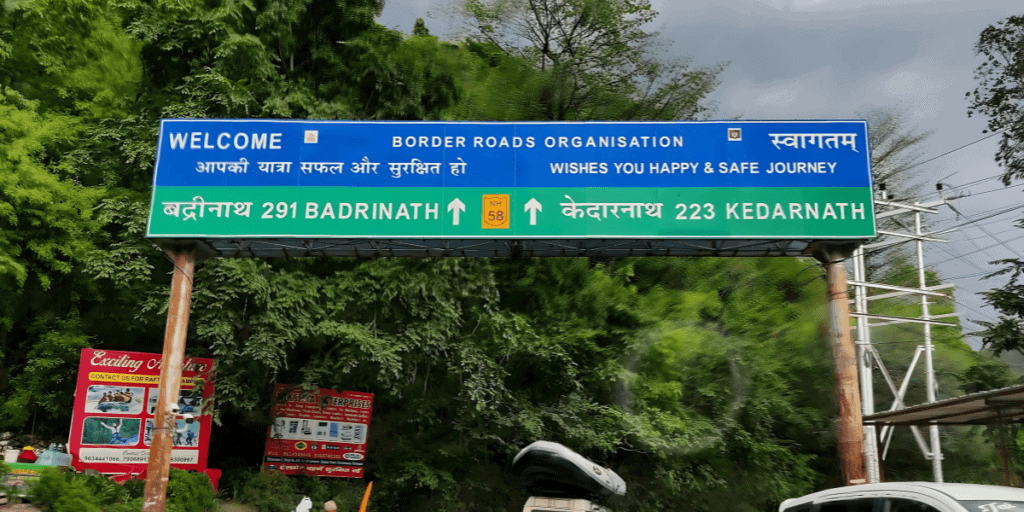 WELCOME BORDER ROADS ORGANISATION स्वागतम्
आपकी यात्रा सफल और सुरक्षित हो WISHES YOU HAPPY & SAFE JOURNEY
बद्रीनाथ 291 BADRINATH NH 58 केदारनाथ 223 KEDARNATH
Exciting
CONTACT US FOR